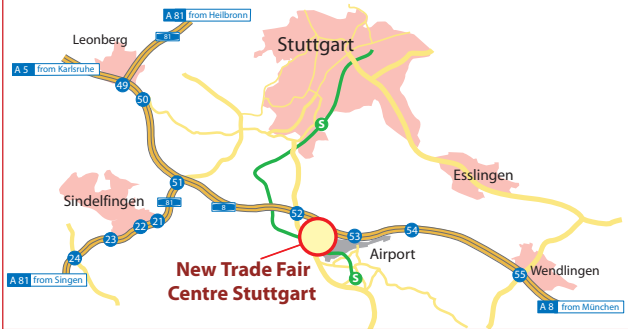 A 81 from Heilbronn
81
Leonberg
Stuttgart
A 5 from Karlsruhe
49
50
S
Esslingen
51
Sindelfingen
81
8
52
21
22
23
53
54
24
Airport
New Trade Fair
Centre Stuttgart
S
A 81 from Singen
55
Wendlingen
A 8 from München